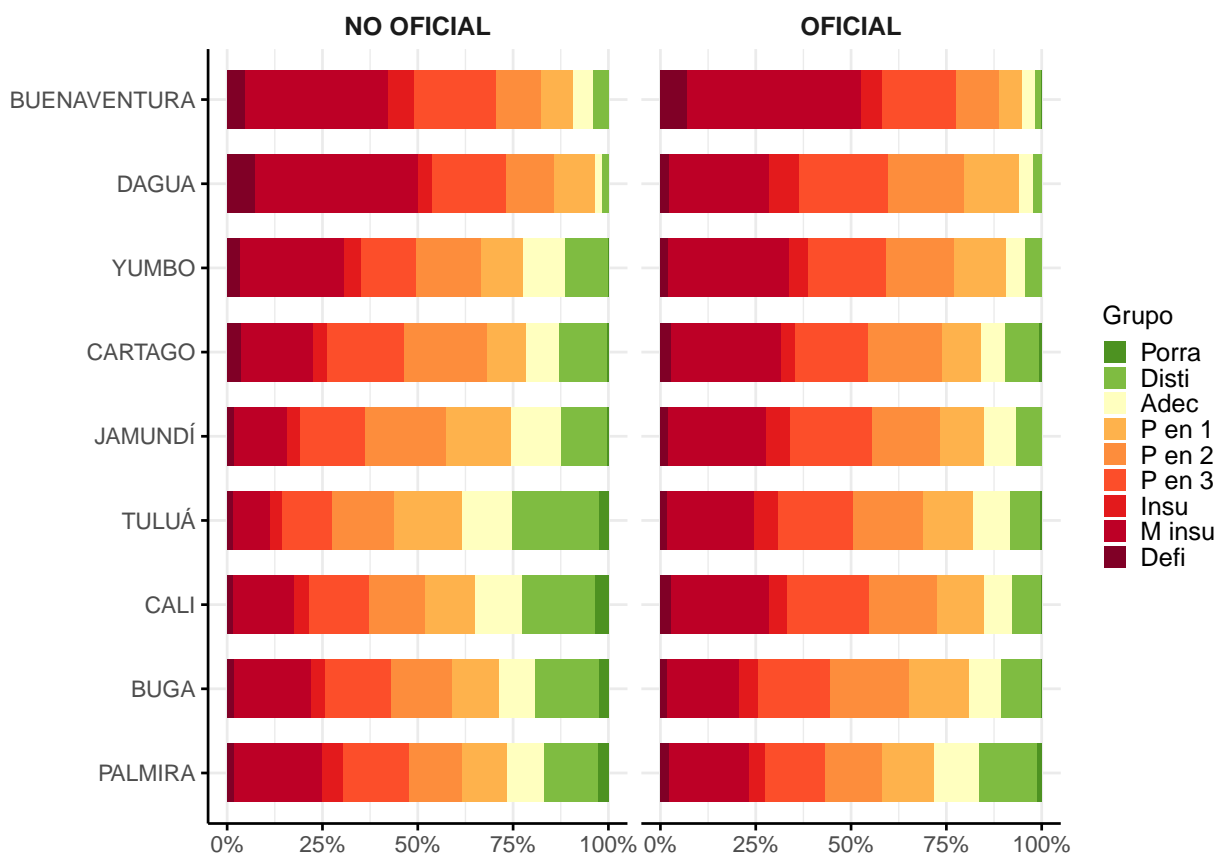 NO OFICIAL
OFICIAL
BUENAVENTURA
DAGUA
YUMBO
CARTAGO
JAMUNDÍ
TULUÁ
CALI
BUGA
PALMIRA
0% 25% 50% 75% 100% 0% 25% 50% 75% 100%
Grupo
Porra
Disti
Adec
P en 1
P en 2
P en 3
Insu
M insu
Defi